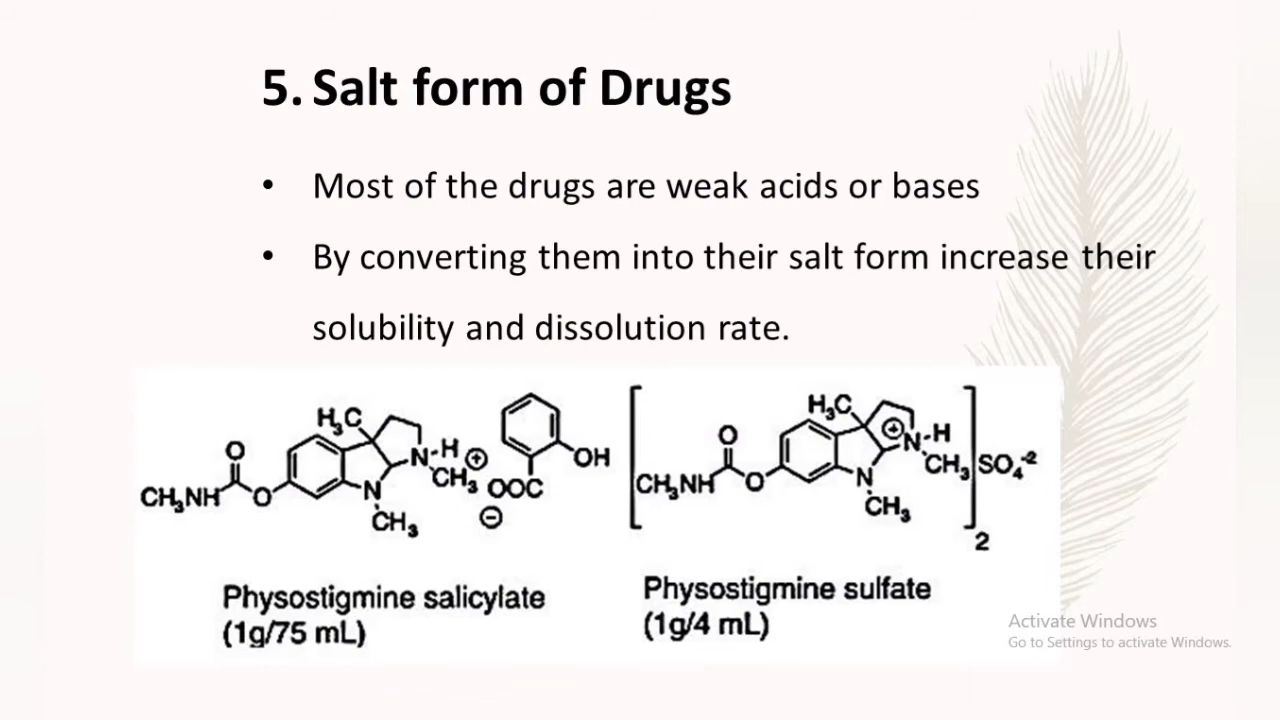 5. Salt form of Drugs
• Most of the drugs are weak acids or bases
• By converting them into their salt form increase their
solubility and dissolution rate.
H₃C
O
N-H
⊕
CH₃
OH
CH₃NH
O
N
OOC
⊖
CH₃
H₃C
O
⊕
N-H
CH₃
SO₄⁻²
CH₃NH
O
N
CH₃
2
Physostigmine salicylate
(1g/75 mL)
Physostigmine sulfate
(1g/4 mL)
Activate Windows
Go to Settings to activate Windows.